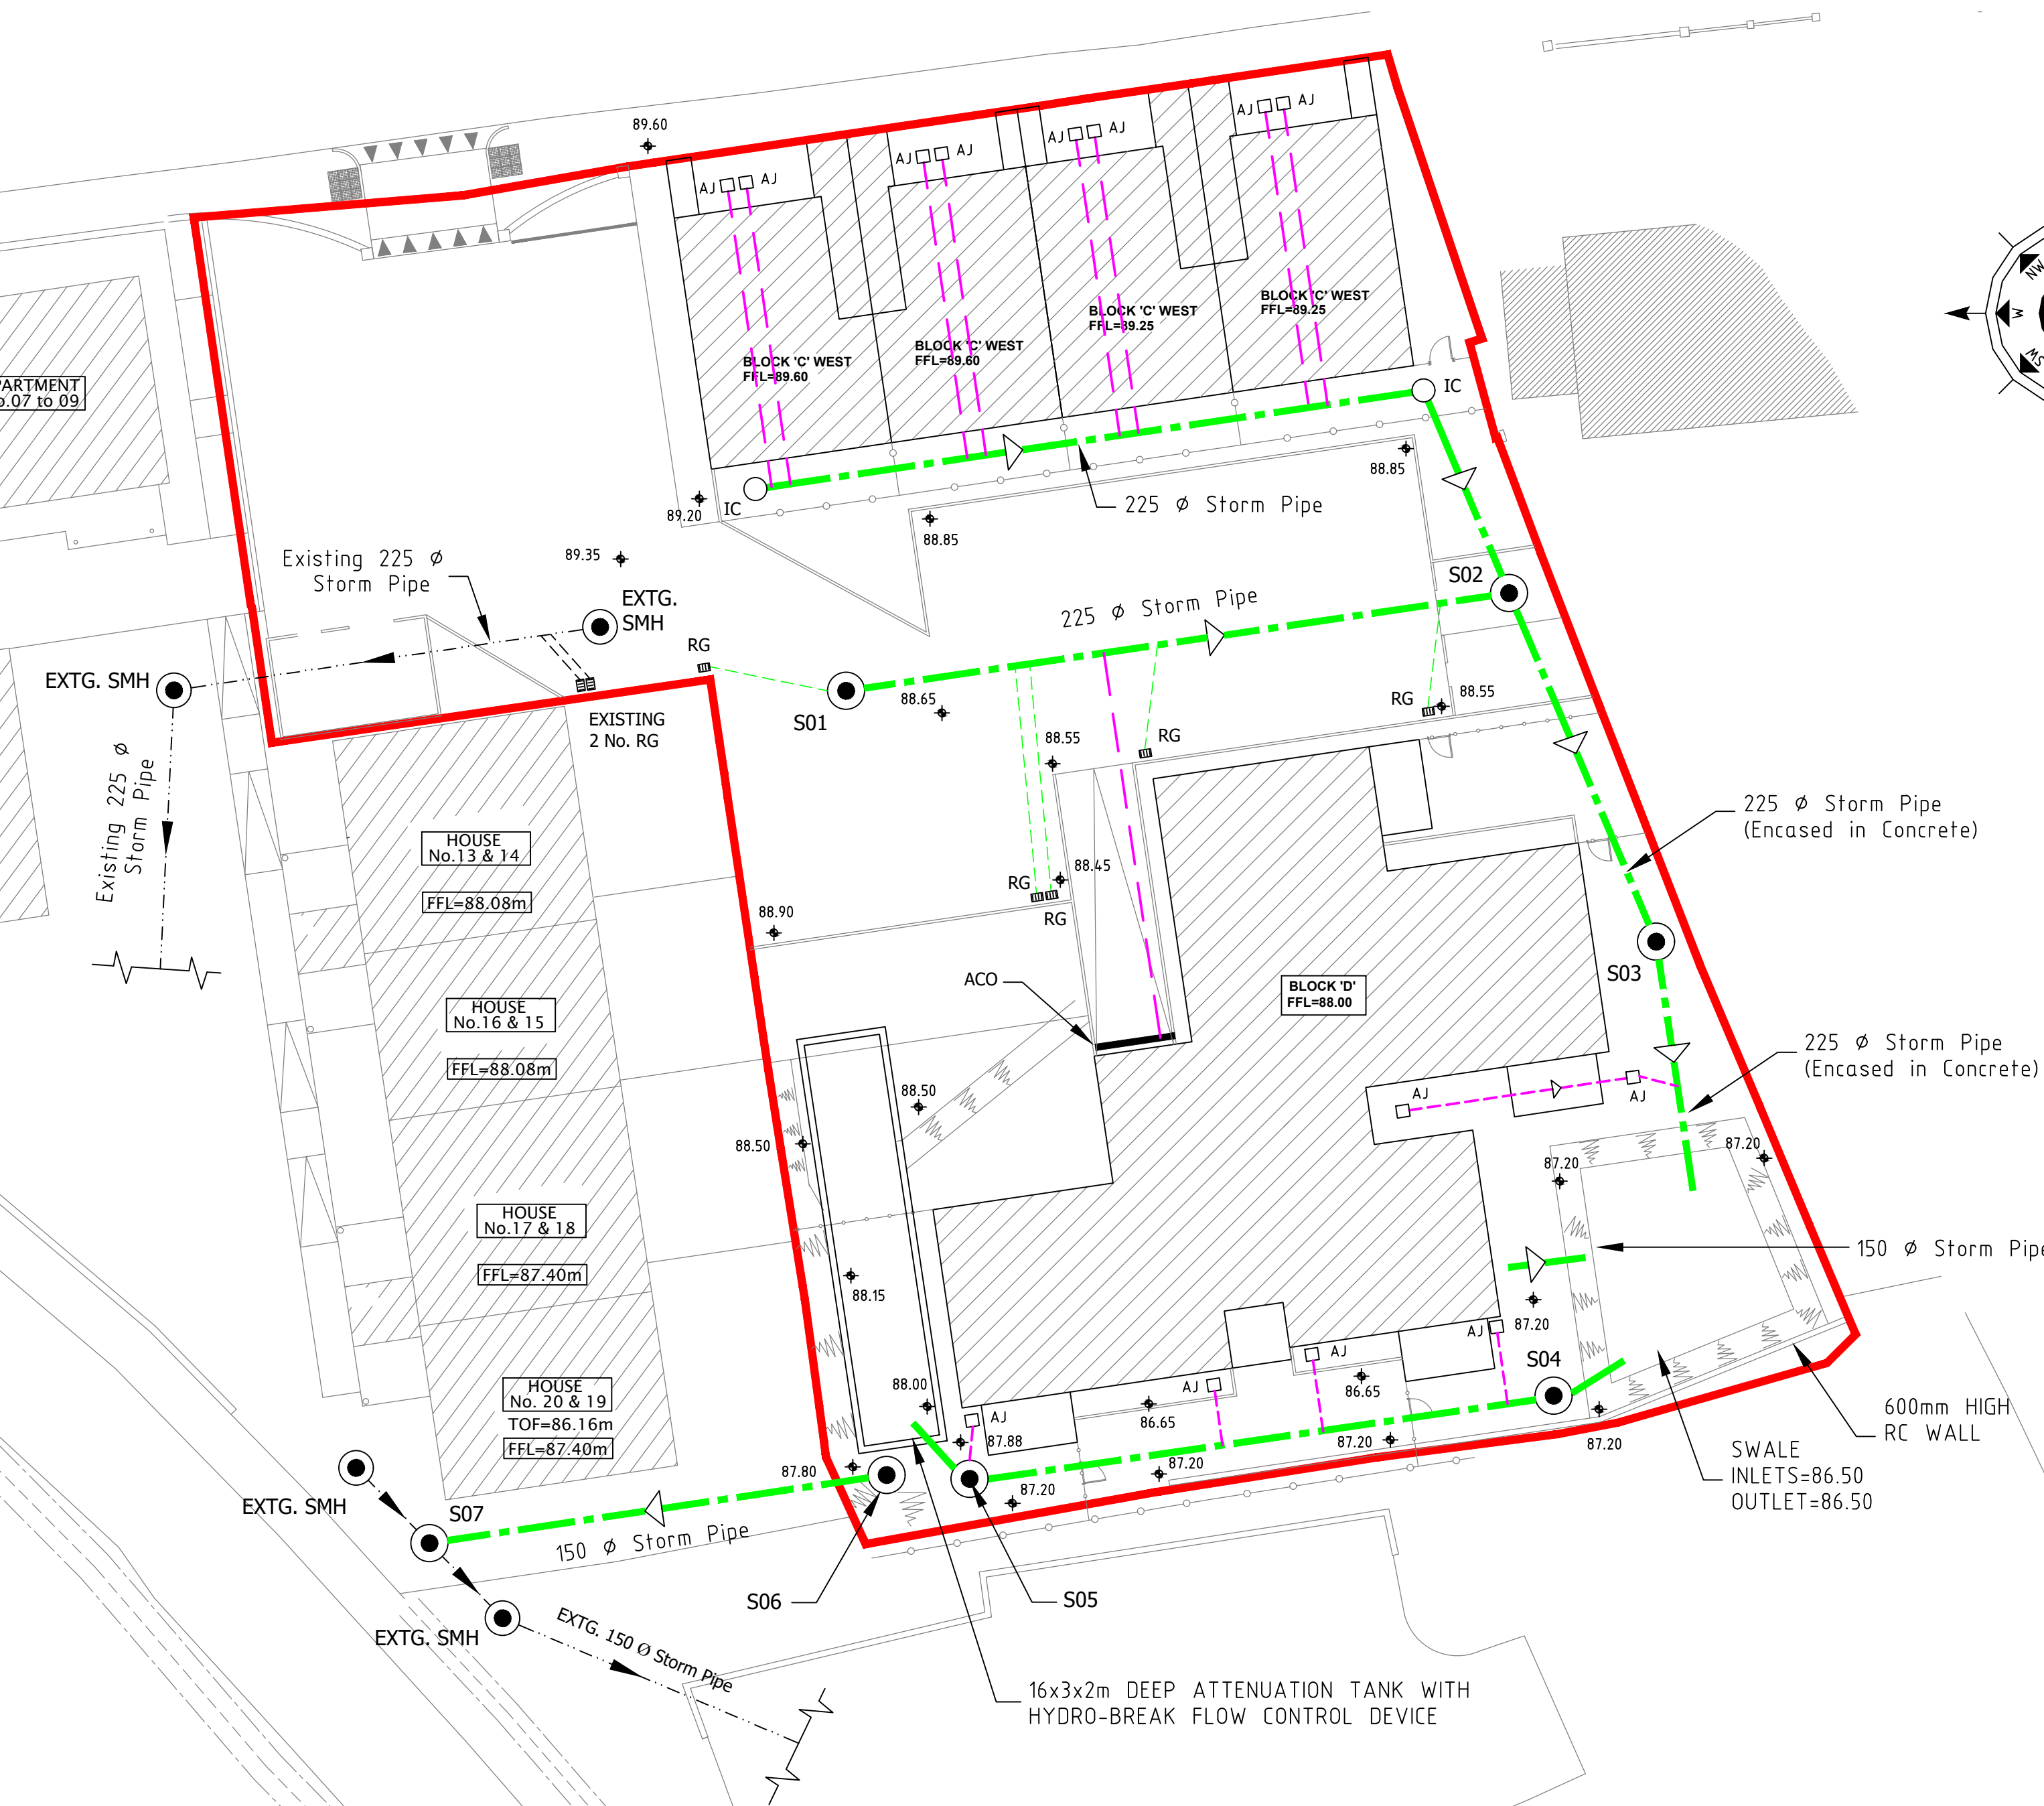 89.60
AJ
AJ
AJ
AJ
AJ
AJ
AJ
AJ
NW
W
SW
BLOCK 'C' WEST
FFL=89.60
BLOCK 'C' WEST
FFL=89.60
BLOCK 'C' WEST
FFL=89.25
BLOCK 'C' WEST
FFL=89.25
PARTMENT
o.07 to 09
IC
IC
89.20
88.85
88.85
225 Ø Storm Pipe
Existing 225 Ø
Storm Pipe
89.35
EXTG.
SMH
EXTG. SMH
RG
S01
88.65
225 Ø Storm Pipe
S02
RG
88.55
EXISTING
2 No. RG
88.55
RG
Existing 225 Ø
Storm Pipe
HOUSE
No.13 & 14
FFL=88.08m
88.90
RG
RG
88.45
225 Ø Storm Pipe
(Encased in Concrete)
S03
ACO
BLOCK 'D'
FFL=88.00
HOUSE
No.16 & 15
FFL=88.08m
225 Ø Storm Pipe
(Encased in Concrete)
88.50
88.50
AJ
AJ
87.20
87.20
HOUSE
No.17 & 18
FFL=87.40m
88.15
150 Ø Storm Pipe
87.20
AJ
AJ
S04
HOUSE
No. 20 & 19
TOF=86.16m
FFL=87.40m
88.00
AJ
AJ
86.65
86.65
87.88
87.20
87.20
87.20
87.20
87.80
600mm HIGH
RC WALL
SWALE
INLETS=86.50
OUTLET=86.50
EXTG. SMH
S07
150 Ø Storm Pipe
S06
S05
EXTG. SMH
EXTG. 150 Ø Storm Pipe
16x3x2m DEEP ATTENUATION TANK WITH
HYDRO-BREAK FLOW CONTROL DEVICE